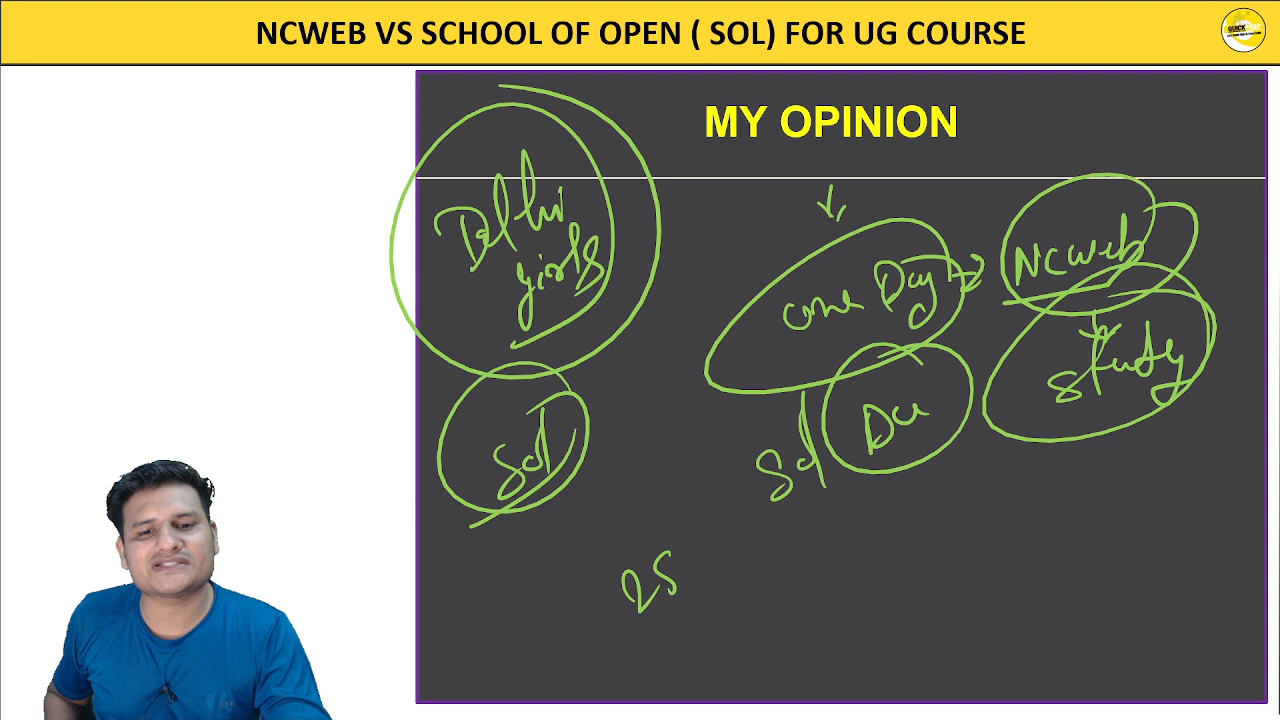 NCWEB VS SCHOOL OF OPEN ( SOL) FOR UG COURSE
QUICK
MY OPINION
Delhi
girls
one Day
NCWeb
Study
Sol
Sol
Du
25